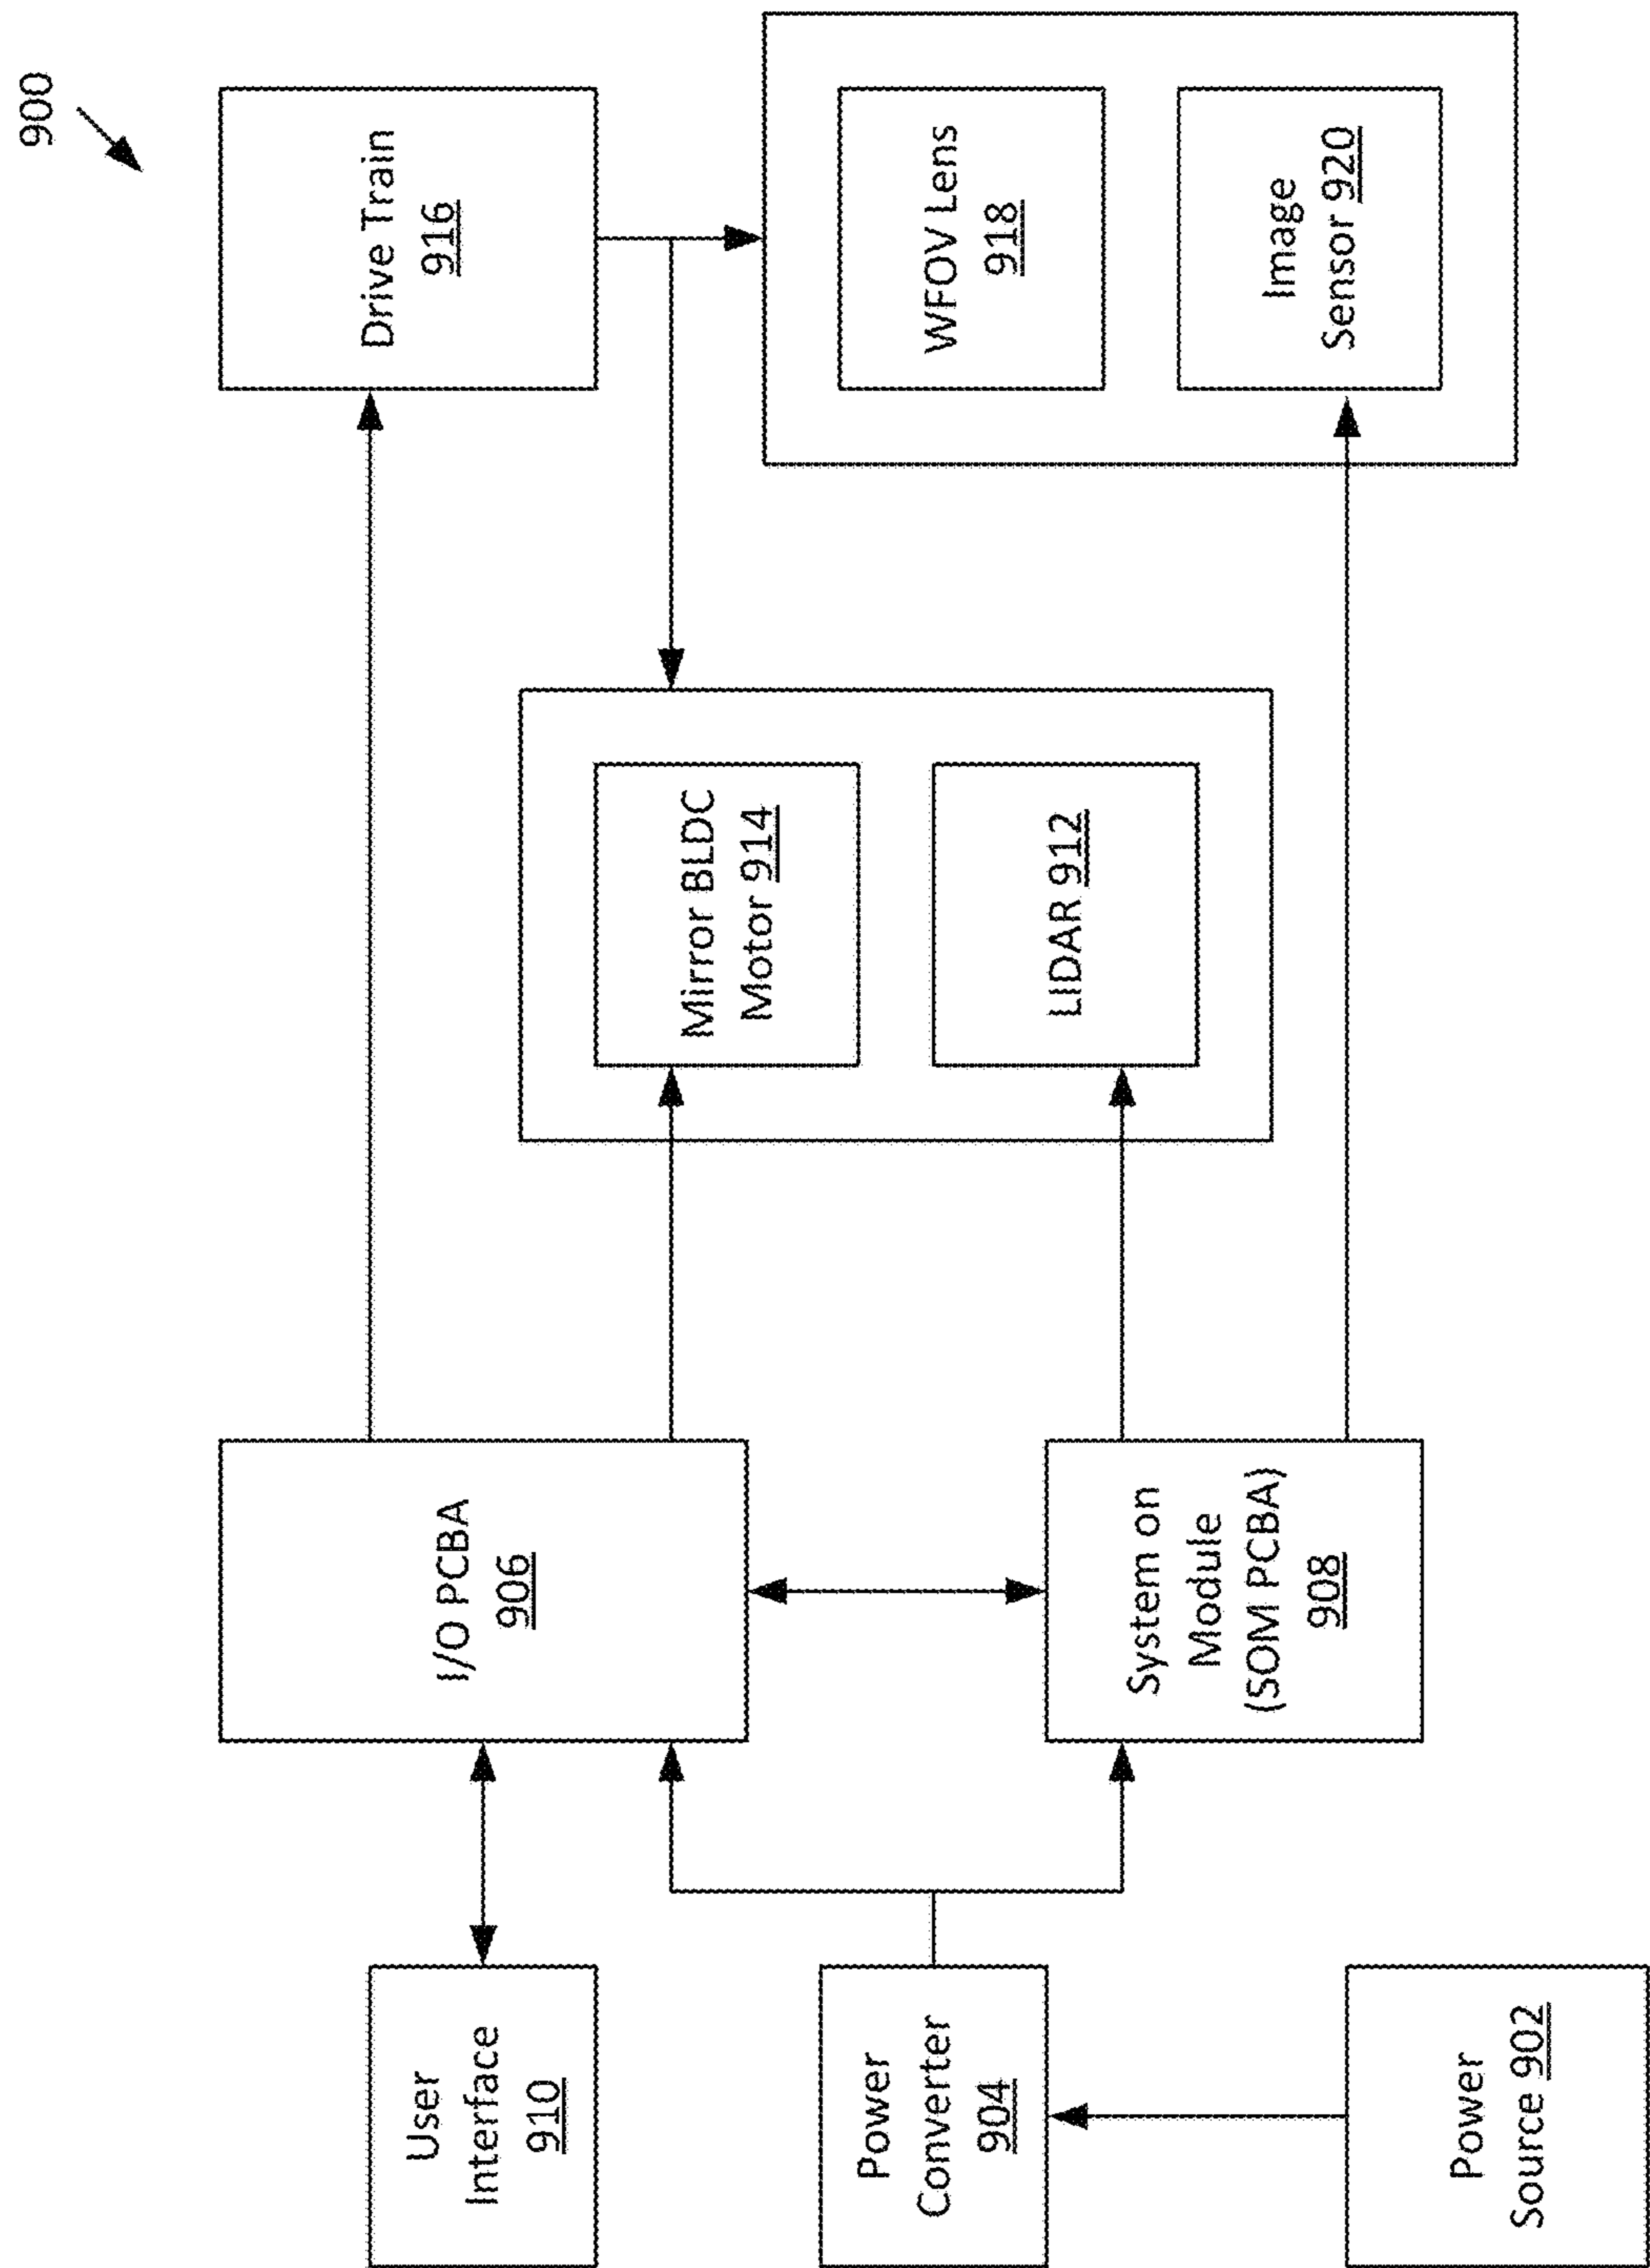 900
User
Interface
910
Power
Converter
904
Power
Source 902
I/O PCBA
906
System on
Module
(SOM PCBA)
908
Mirror BLDC
Motor 914
LIDAR 912
Drive Train
916
WFOV Lens
918
Image
Sensor 920